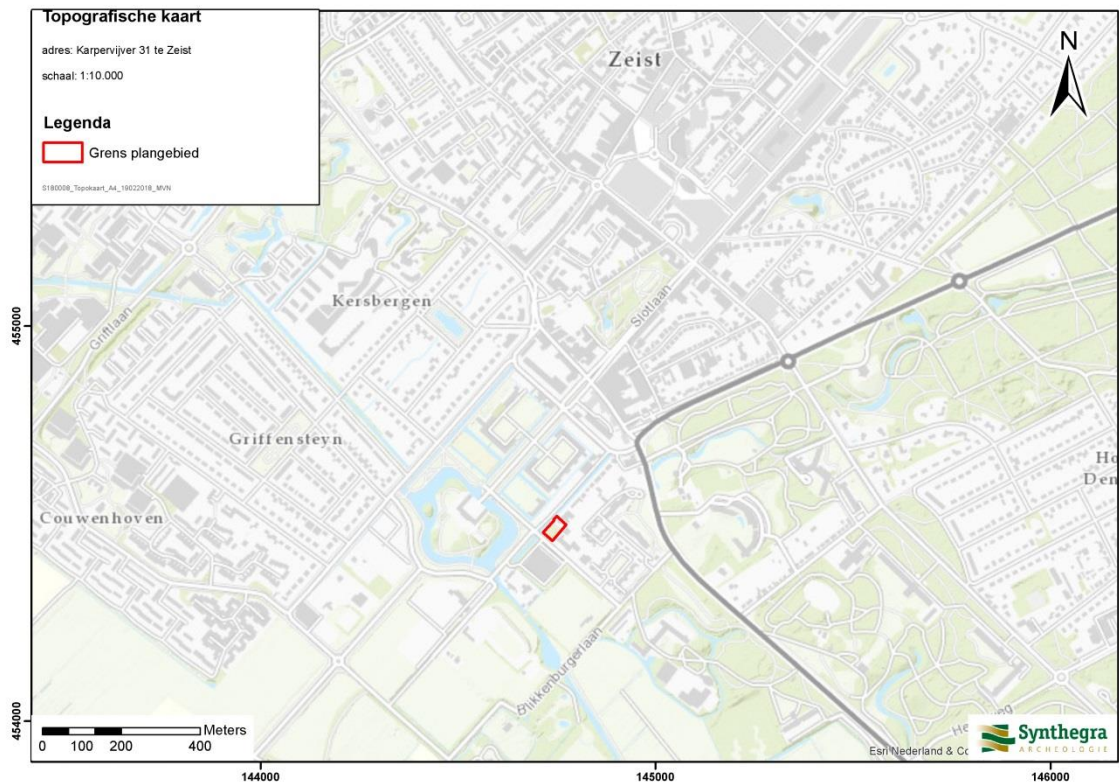 Topografische kaart
adres: Karpervijver 31 te Zeist
schaal: 1:10.000
Legenda
Grens plangebied
S180008_Topokaart_A4_19022018_MVN
N
Zeist
Kersbergen
Slotlaan
Griftlaan
Griffensteyn
Couwenhoven
Ho
Den
Blikkenburgerlaan
455000
454000
Meters
0 100 200 400
Esri Nederland & Co
Synthegra
ARCHEOLOGIE
144000 145000 146000